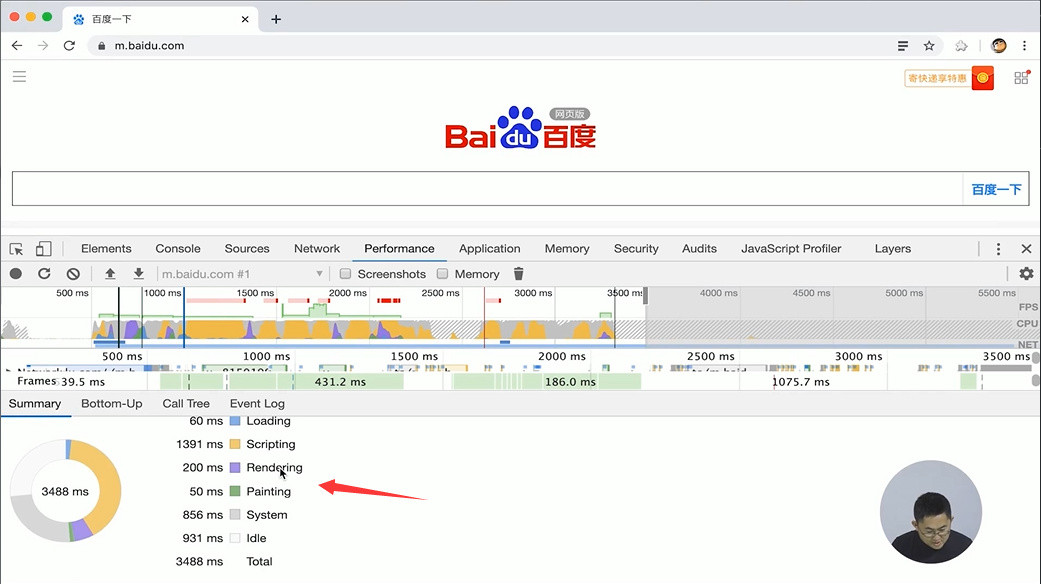 百度一下
m.baidu.com
寄快递享特惠
网页版
Bai du 百度
百度一下
Elements Console Sources Network Performance Application Memory Security Audits JavaScript Profiler Layers
m.baidu.com #1 Screenshots Memory
500 ms 1000 ms 1500 ms 2000 ms 2500 ms 3000 ms 3500 ms 4000 ms 4500 ms 5000 ms 5500 ms
FPS
CPU
NET
500 ms 1000 ms 1500 ms 2000 ms 2500 ms 3000 ms 3500 ms
Frames 39.5 ms 431.2 ms 186.0 ms 1075.7 ms
Summary Bottom-Up Call Tree Event Log
60 ms Loading
1391 ms Scripting
200 ms Rendering
3488 ms
50 ms Painting
856 ms System
931 ms Idle
3488 ms Total